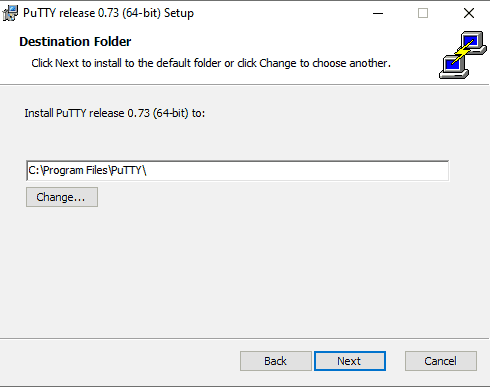 PuTTY release 0.73 (64-bit) Setup
Destination Folder
Click Next to install to the default folder or click Change to choose another.
Install PuTTY release 0.73 (64-bit) to:
C:\Program Files\PuTTY\
Change...
Back Next Cancel